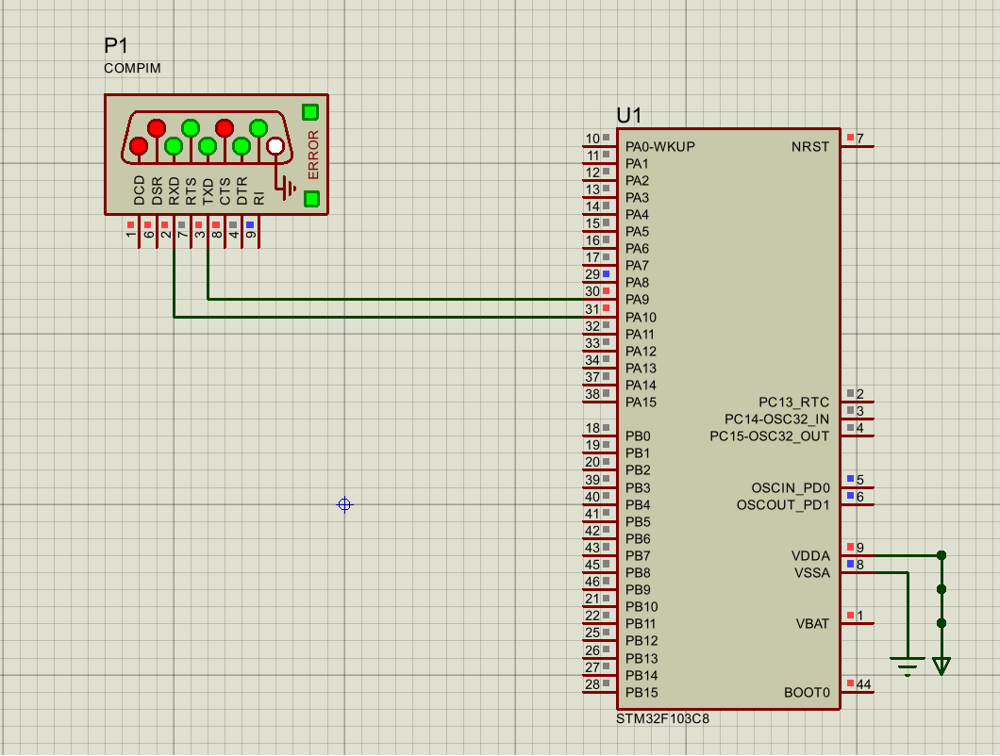 P1
COMPIM
ERROR
DCD
DSR
RXD
RTS
TXD
CTS
DTR
RI
1
6
2
7
3
8
4
9
U1
10 PA0-WKUP
11 PA1
12 PA2
13 PA3
14 PA4
15 PA5
16 PA6
17 PA7
29 PA8
30 PA9
31 PA10
32 PA11
33 PA12
34 PA13
37 PA14
38 PA15
18 PB0
19 PB1
20 PB2
39 PB3
40 PB4
41 PB5
42 PB6
43 PB7
45 PB8
46 PB9
21 PB10
22 PB11
25 PB12
26 PB13
27 PB14
28 PB15
NRST 7
PC13_RTC 2
PC14-OSC32_IN 3
PC15-OSC32_OUT 4
OSCIN_PD0 5
OSCOUT_PD1 6
VDDA 9
VSSA 8
VBAT 1
BOOT0 44
STM32F103C8